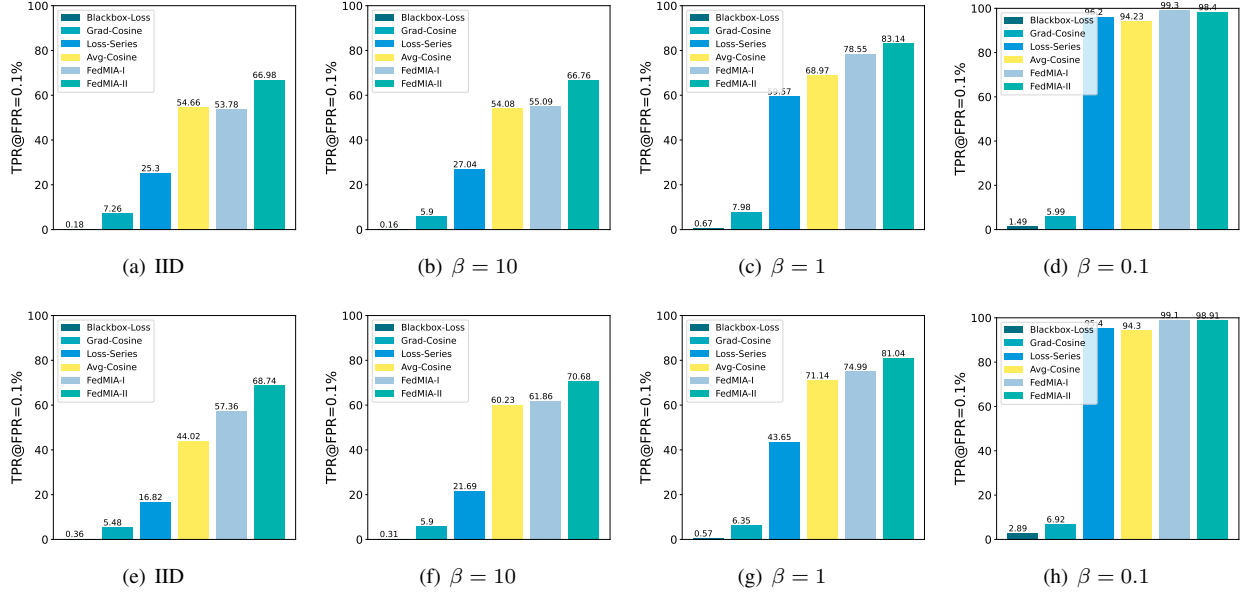 TPR@FPR=0.1%
100
80
60
40
20
0
Blackbox-Loss
Grad-Cosine
Loss-Series
Avg-Cosine
FedMIA-I
FedMIA-II
0.18
7.26
25.3
54.66
53.78
66.98
(a) IID
TPR@FPR=0.1%
100
80
60
40
20
0
Blackbox-Loss
Grad-Cosine
Loss-Series
Avg-Cosine
FedMIA-I
FedMIA-II
0.16
5.9
27.04
54.08
55.09
66.76
(b) β = 10
TPR@FPR=0.1%
100
80
60
40
20
0
Blackbox-Loss
Grad-Cosine
Loss-Series
Avg-Cosine
FedMIA-I
FedMIA-II
0.67
7.98
68.97
78.55
83.14
(c) β = 1
TPR@FPR=0.1%
100
80
60
40
20
0
Blackbox-Loss
Grad-Cosine
Loss-Series
Avg-Cosine
FedMIA-I
FedMIA-II
1.49
5.99
96.2
94.23
99.3
98.4
(d) β = 0.1
TPR@FPR=0.1%
100
80
60
40
20
0
Blackbox-Loss
Grad-Cosine
Loss-Series
Avg-Cosine
FedMIA-I
FedMIA-II
0.36
5.48
16.82
44.02
57.36
68.74
(e) IID
TPR@FPR=0.1%
100
80
60
40
20
0
Blackbox-Loss
Grad-Cosine
Loss-Series
Avg-Cosine
FedMIA-I
FedMIA-II
0.31
5.9
21.69
60.23
61.86
70.68
(f) β = 10
TPR@FPR=0.1%
100
80
60
40
20
0
Blackbox-Loss
Grad-Cosine
Loss-Series
Avg-Cosine
FedMIA-I
FedMIA-II
0.57
6.35
43.65
71.14
74.99
81.04
(g) β = 1
TPR@FPR=0.1%
100
80
60
40
20
0
Blackbox-Loss
Grad-Cosine
Loss-Series
Avg-Cosine
FedMIA-I
FedMIA-II
2.89
6.92
95.4
94.3
99.1
98.91
(h) β = 0.1